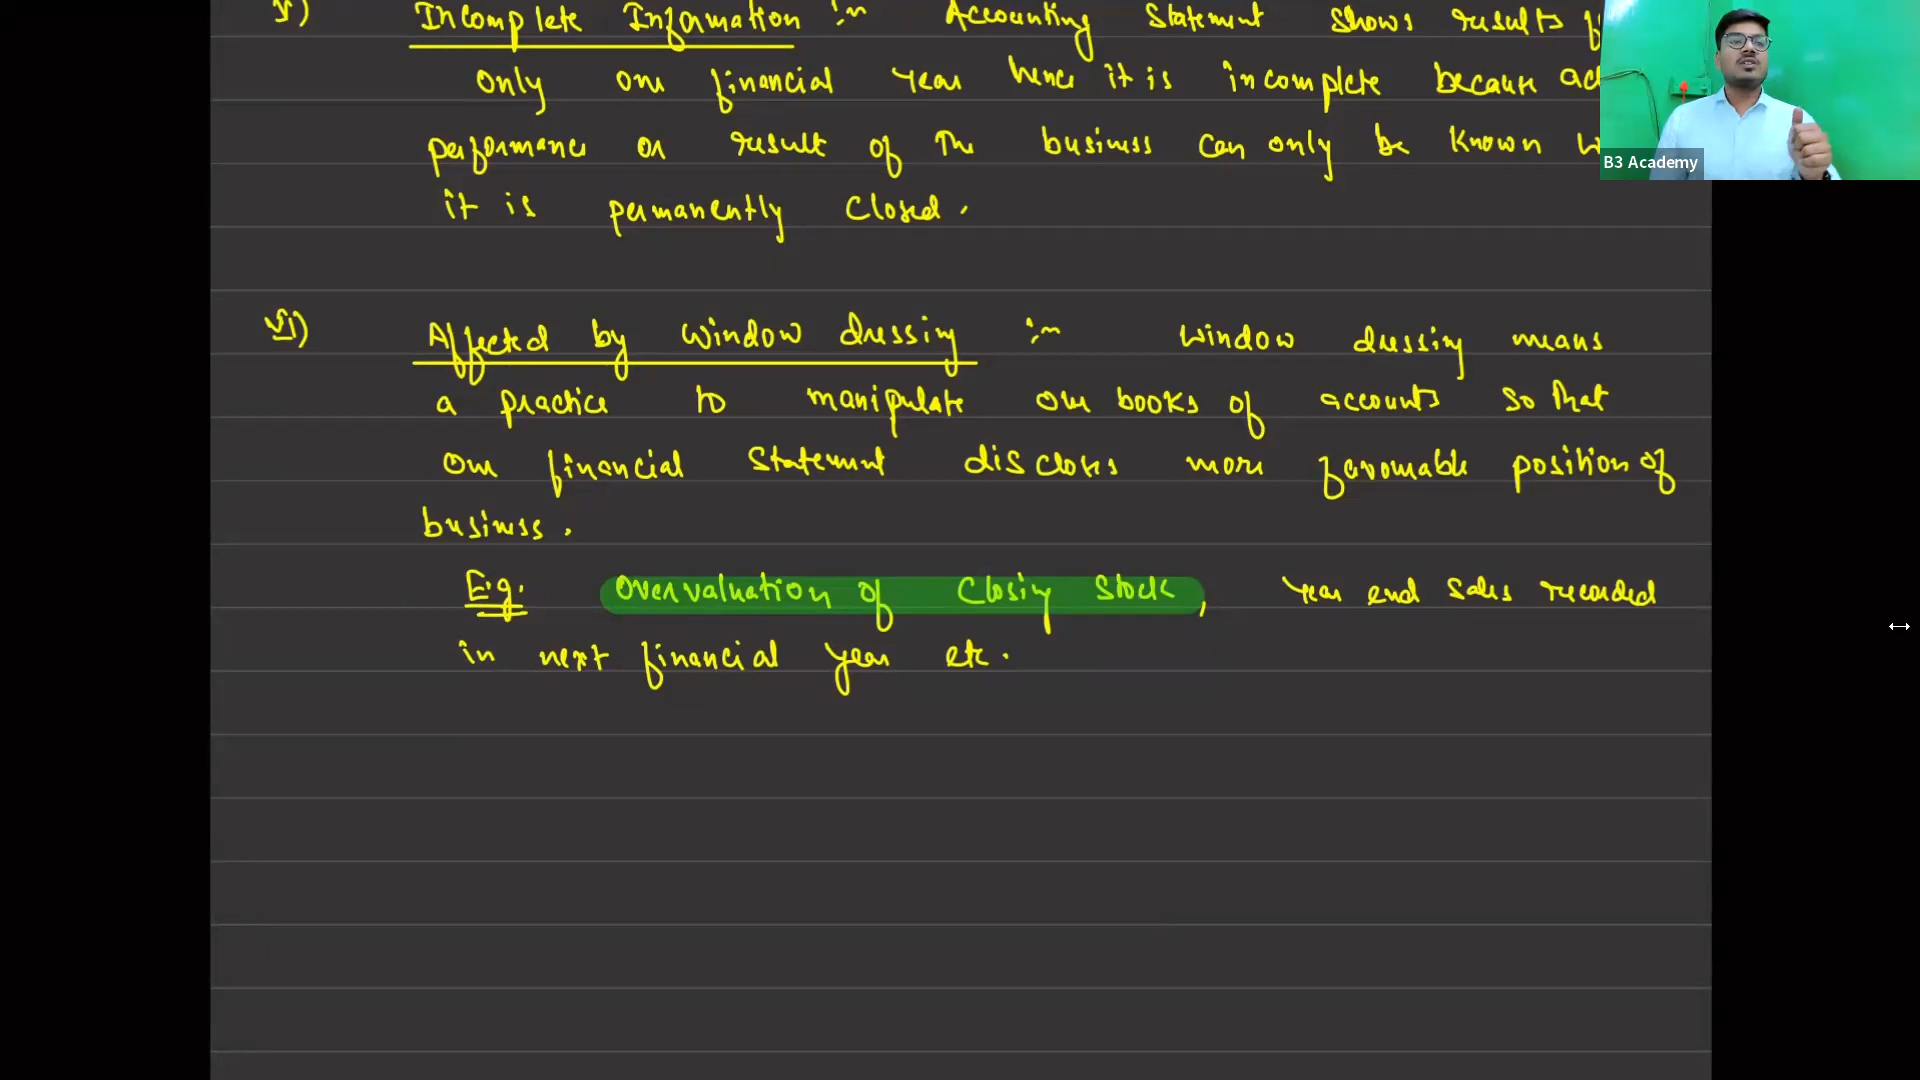 v) Incomplete Information :- Accounting Statement shows results f
only one financial year hence it is incomplete because ac
performance or result of the business can only be known w
it is permanently closed.
B3 Academy
vi) Affected by window dressing :- Window dressing means
a practice to manipulate our books of accounts so that
our financial statement discloses more favourable position of
business.
E.g. Overvaluation of Closing Stock, Year end sales recorded
in next financial year etc.